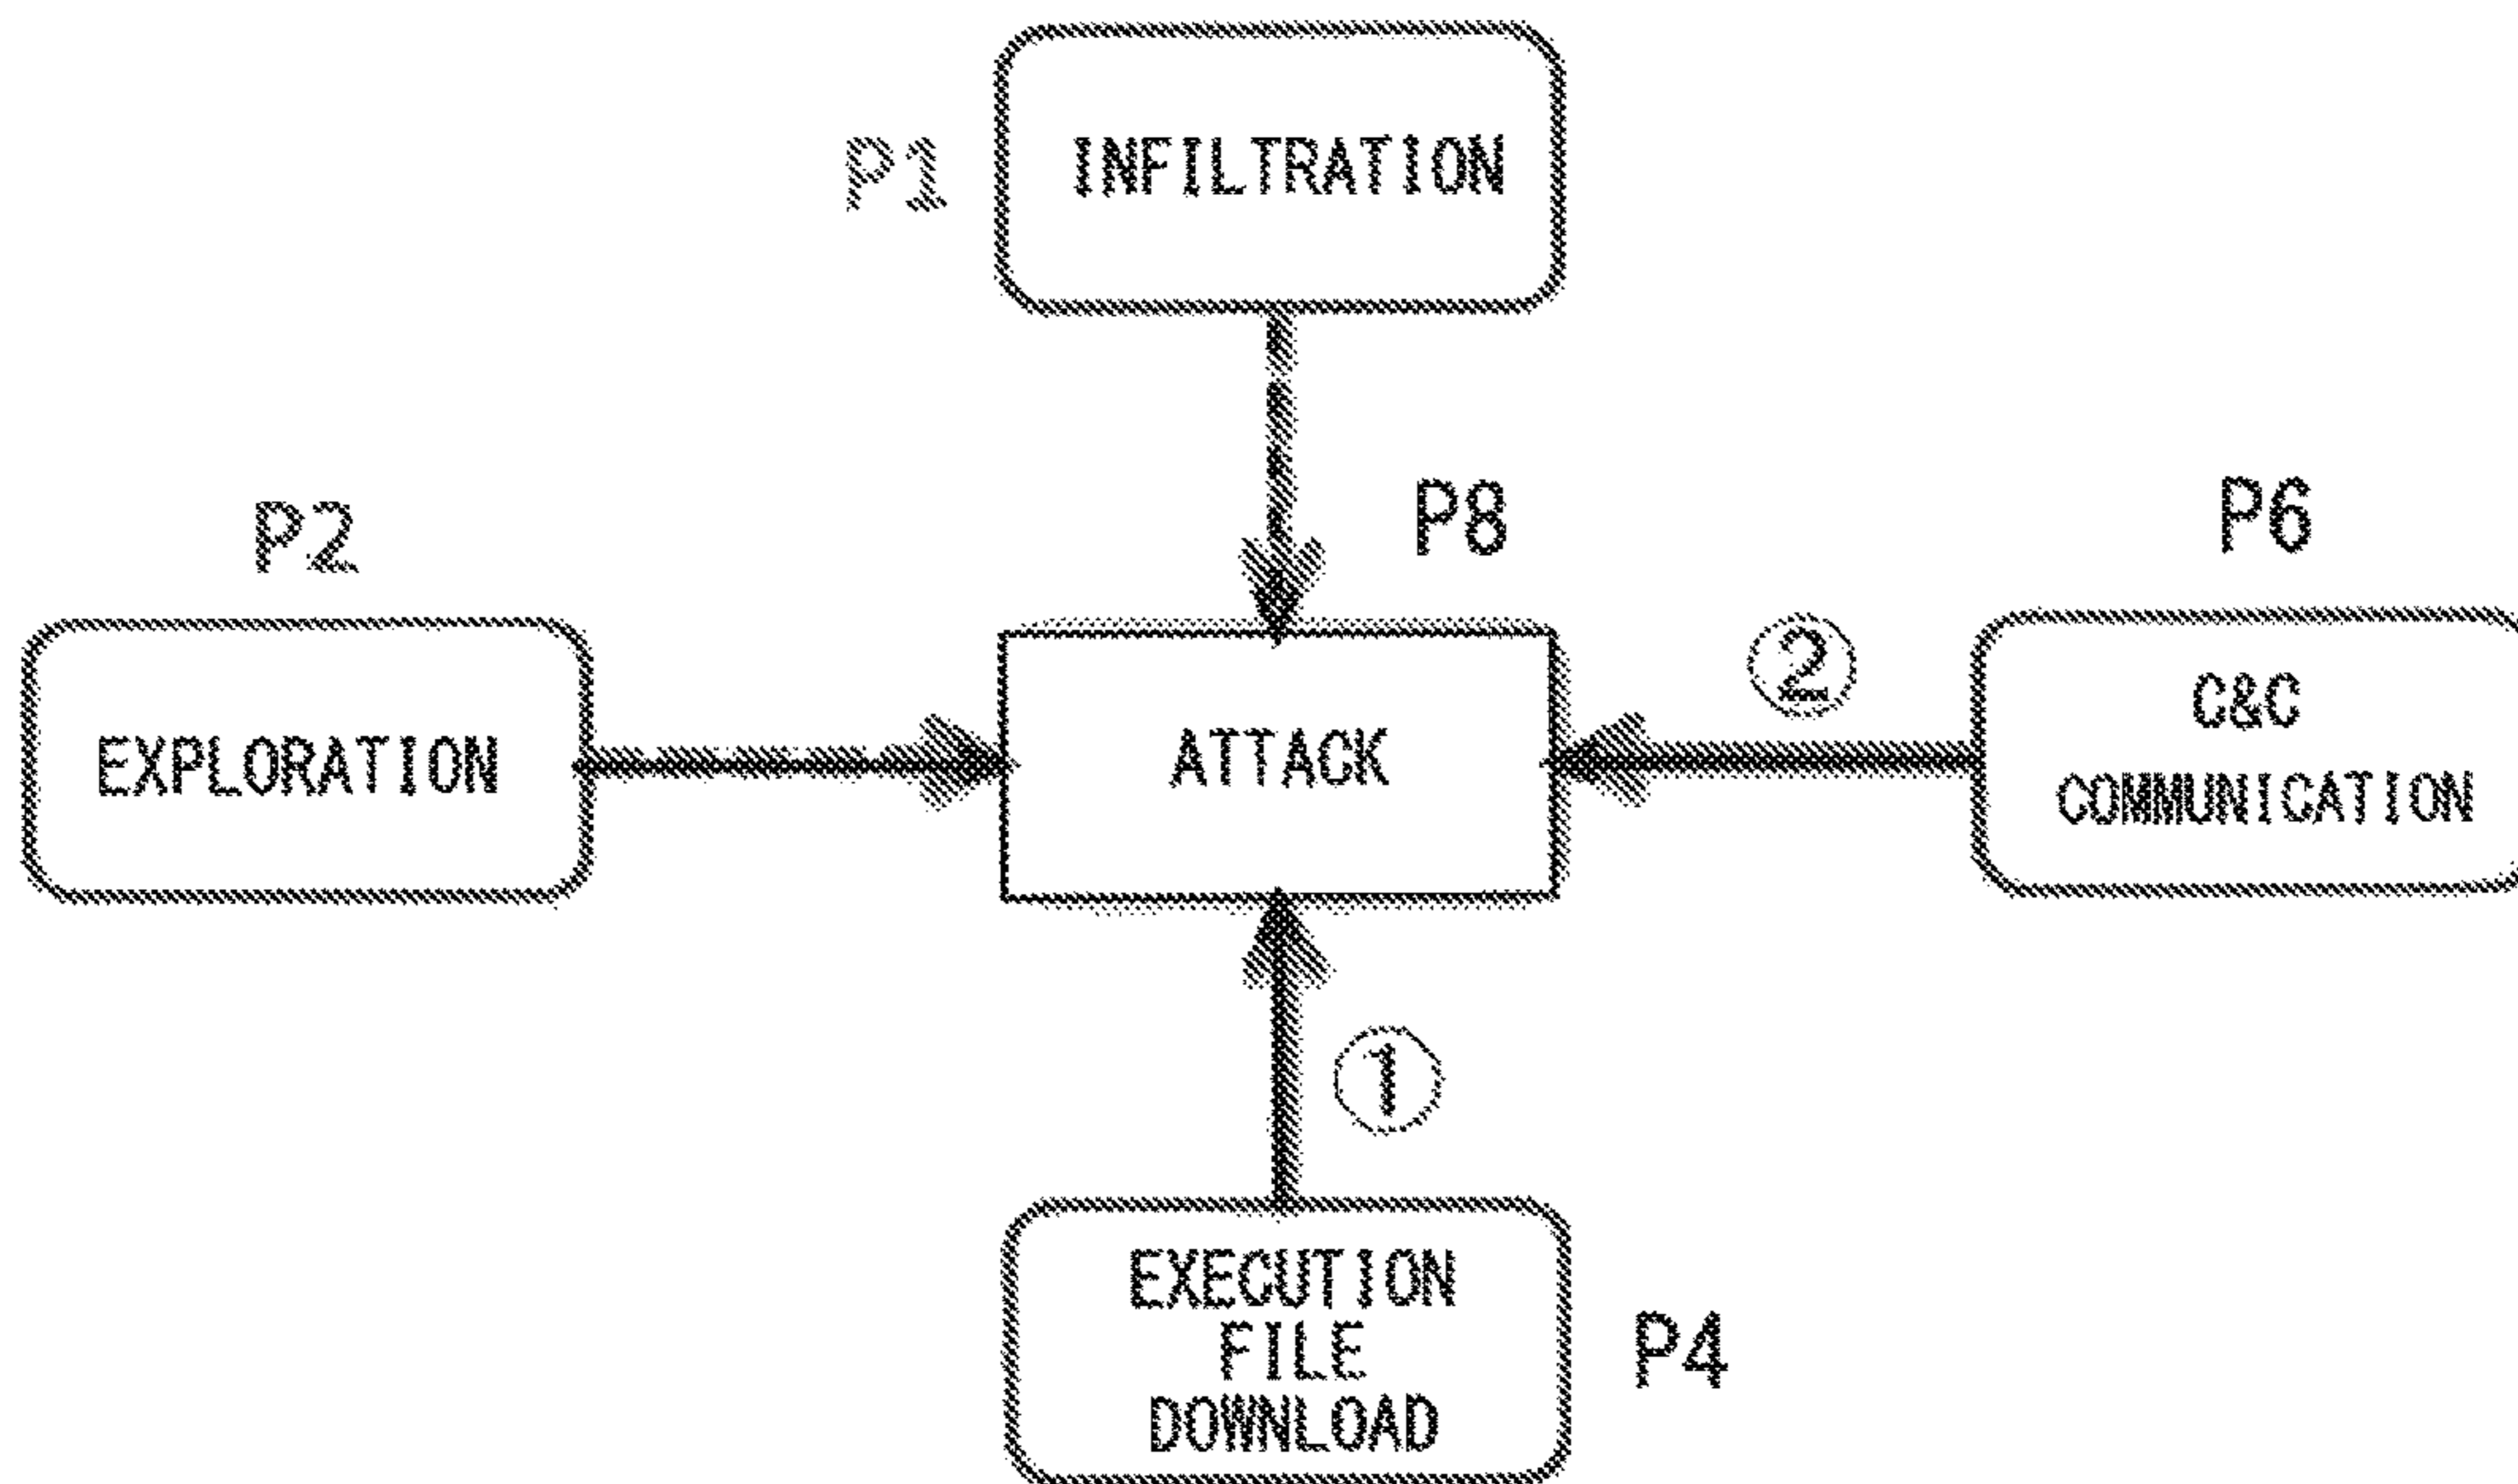 P1
INFILTRATION
P2
P8
P6
②
EXPLORATION
ATTACK
C&C
COMMUNICATION
①
EXECUTION
FILE
DOWNLOAD
P4